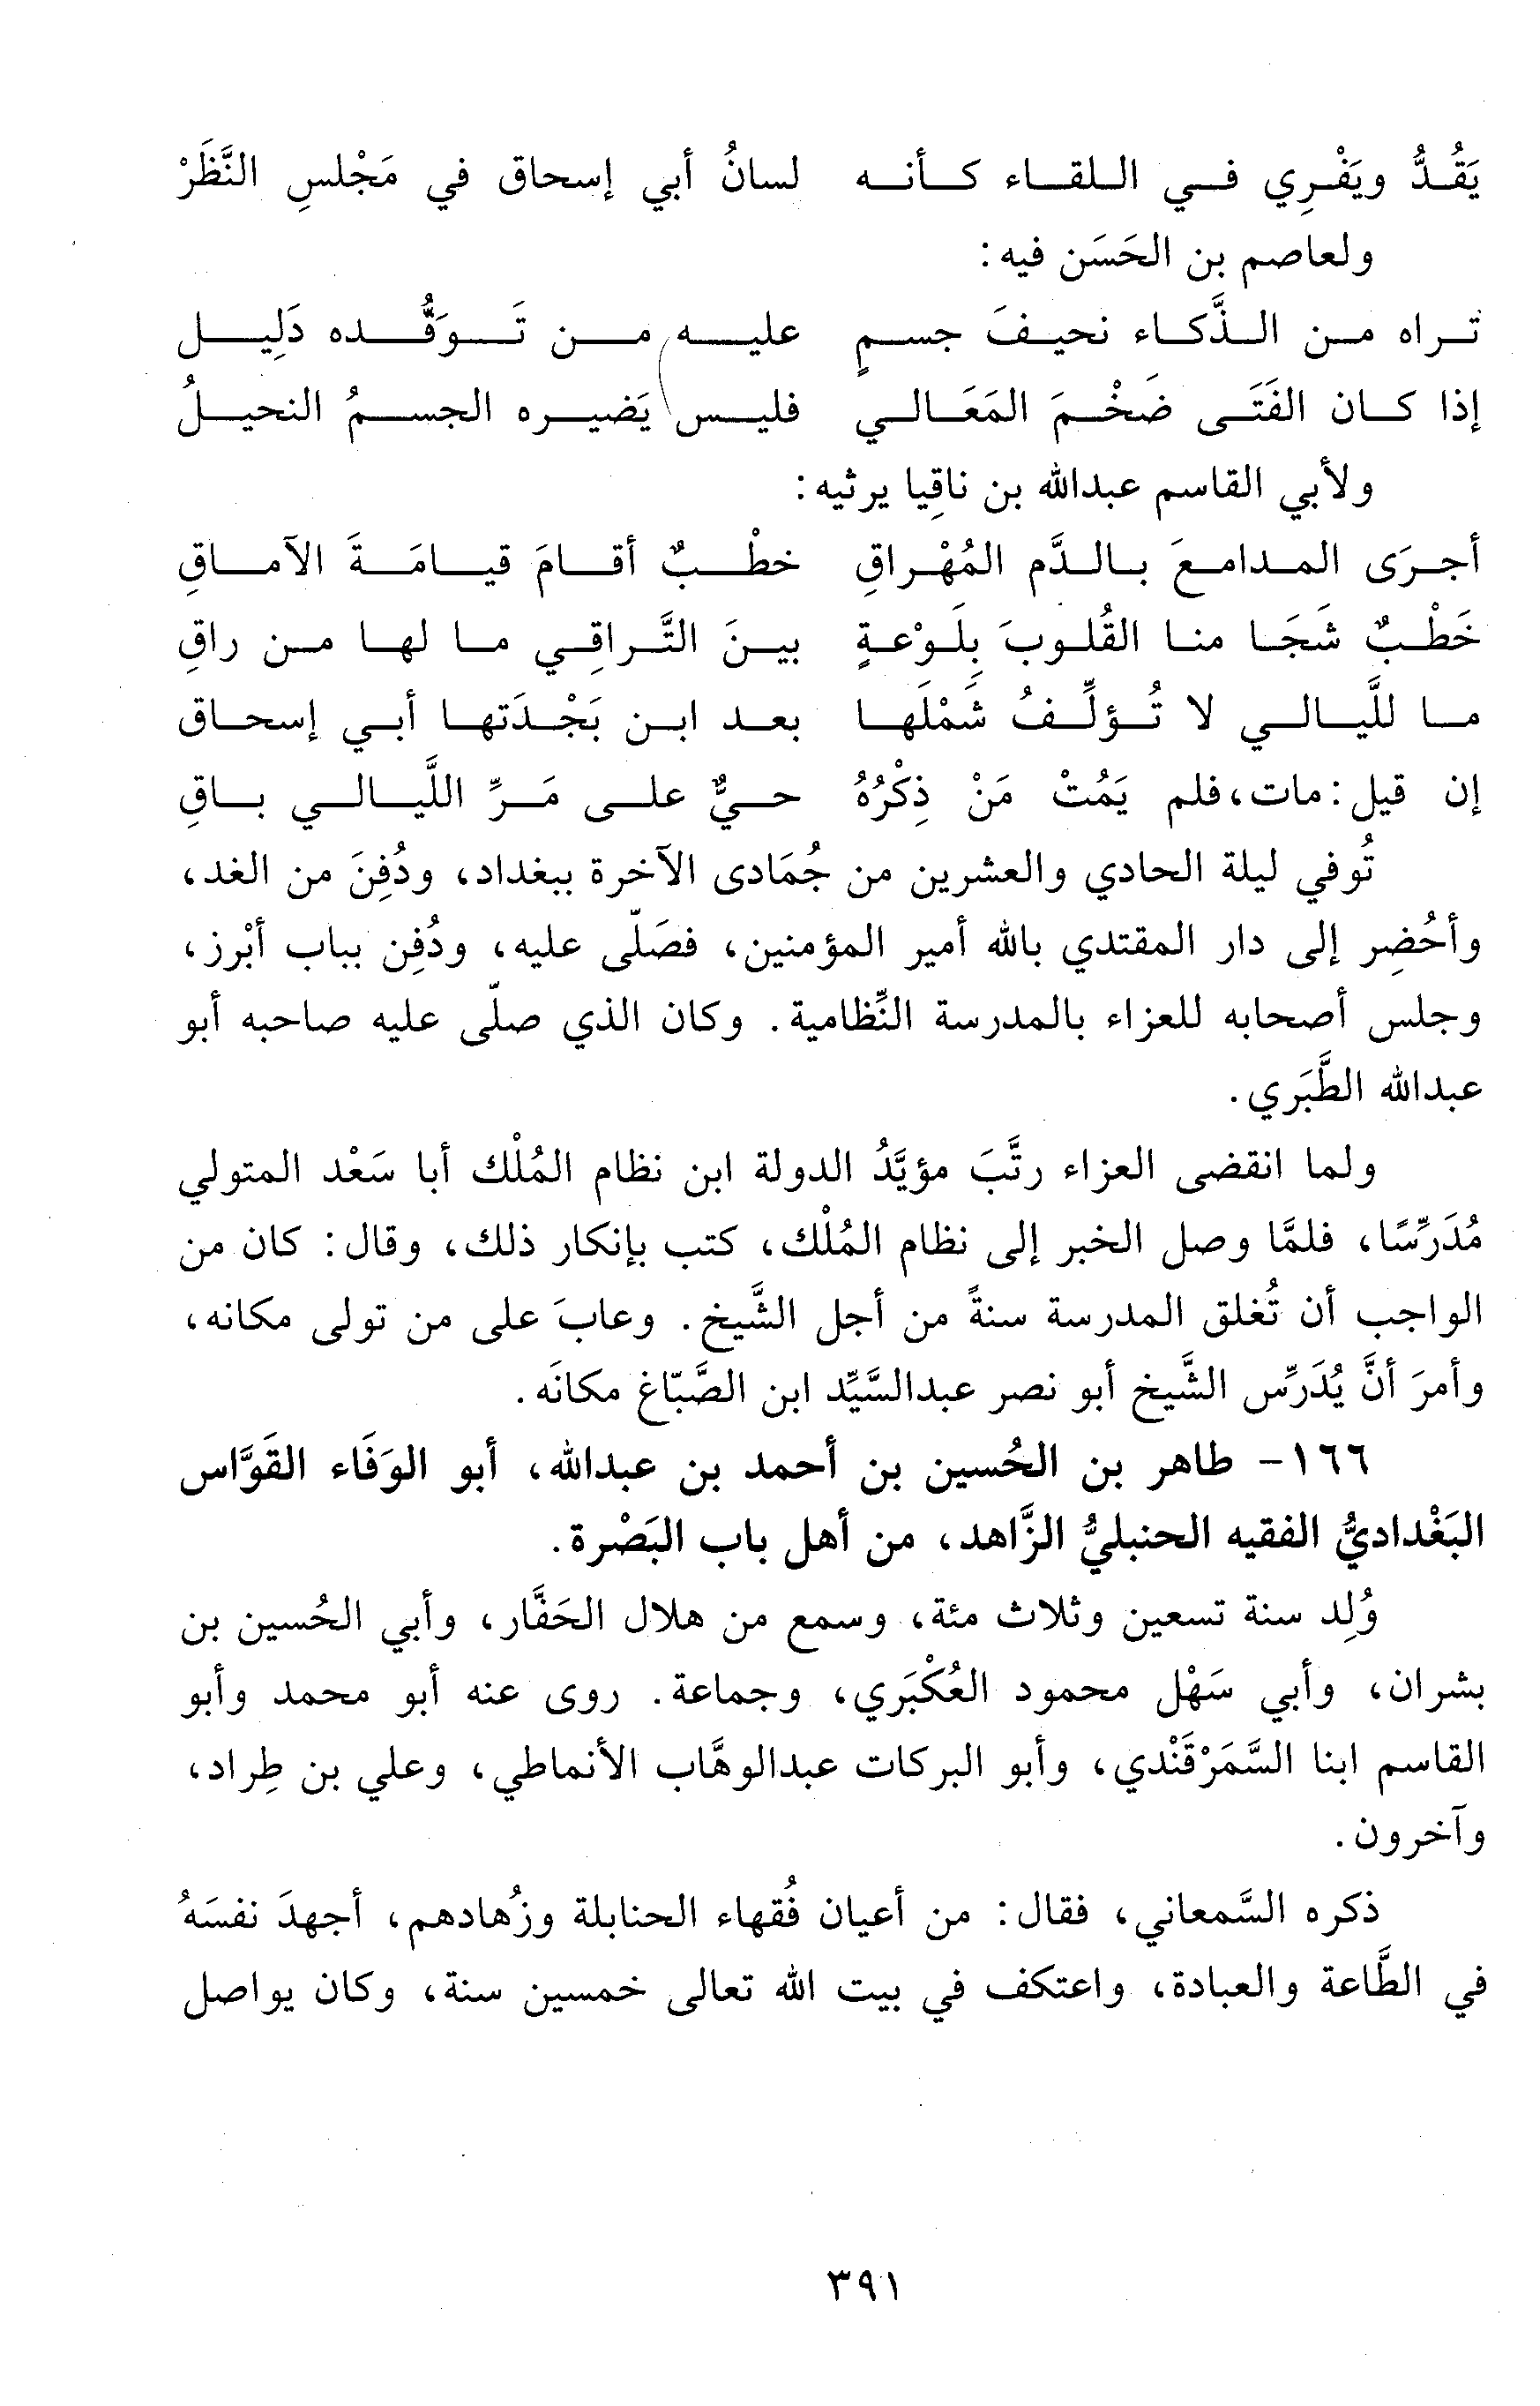 يَقُدُّ ويَفْرِي في اللقاء كأنه لسانُ أبي إسحاق في مَجْلسِ النَّظَرْ
ولعاصم بن الحَسَن فيه:
تراه من الذَّكاء نحيفَ جسمٍ عليه من تَوَقُّده دَلِيل
إذا كان الفَتَى ضَخْمَ المَعَالي فليس يَضيره الجسمُ النحيلُ
ولأبي القاسم عبدالله بن ناقِيا يرثيه:
أجرَى المدامعَ بالدَّم المُهْراقِ خطْبٌ أقامَ قيامَةَ الآماقِ
خَطْبٌ شَجَا منا القُلوبَ بِلَوْعةٍ بينَ التَّراقِي ما لها من راقِ
ما للَّيالي لا تُؤلِّفُ شَمْلَها بعد ابن بَجْدَتها أبي إسحاق
إن قيل: مات، فلم يَمُتْ مَنْ ذِكْرُهُ حيٌّ على مَرِّ اللَّيالي باقِ
تُوفي ليلة الحادي والعشرين من جُمَادى الآخرة ببغداد، ودُفِنَ من الغد،
وأحُضِر إلى دار المقتدي بالله أمير المؤمنين، فصَلّى عليه، ودُفِن بباب أبْرز،
وجلس أصحابه للعزاء بالمدرسة النِّظامية. وكان الذي صلّى عليه صاحبه أبو
عبدالله الطَّبَري.
ولما انقضى العزاء رتَّبَ مؤيَّدُ الدولة ابن نظام المُلْك أبا سَعْد المتولي
مُدَرِّسًا، فلمَّا وصل الخبر إلى نظام المُلْك، كتب بإنكار ذلك، وقال: كان من
الواجب أن تُغلق المدرسة سنةً من أجل الشَّيخ. وعابَ على من تولى مكانه،
وأمرَ أنَّ يُدَرِّس الشَّيخ أبو نصر عبدالسَّيِّد ابن الصَّبّاغ مكانَه.
١٦٦- طاهر بن الحُسين بن أحمد بن عبدالله، أبو الوَفَاء القَوَّاس
البَغْداديُّ الفقيه الحنبليُّ الزَّاهد، من أهل باب البَصْرة.
وُلِد سنة تسعين وثلاث مئة، وسمع من هلال الحَفَّار، وأبي الحُسين بن
بشران، وأبي سَهْل محمود العُكْبَري، وجماعة. روى عنه أبو محمد وأبو
القاسم ابنا السَّمَرْقَنْدي، وأبو البركات عبدالوهَّاب الأنماطي، وعلي بن طِراد،
وآخرون.
ذكره السَّمعاني، فقال: من أعيان فُقهاء الحنابلة وزُهادهم، أجهدَ نفسَهُ
في الطَّاعة والعبادة، واعتكف في بيت الله تعالى خمسين سنة، وكان يواصل
٣٩١